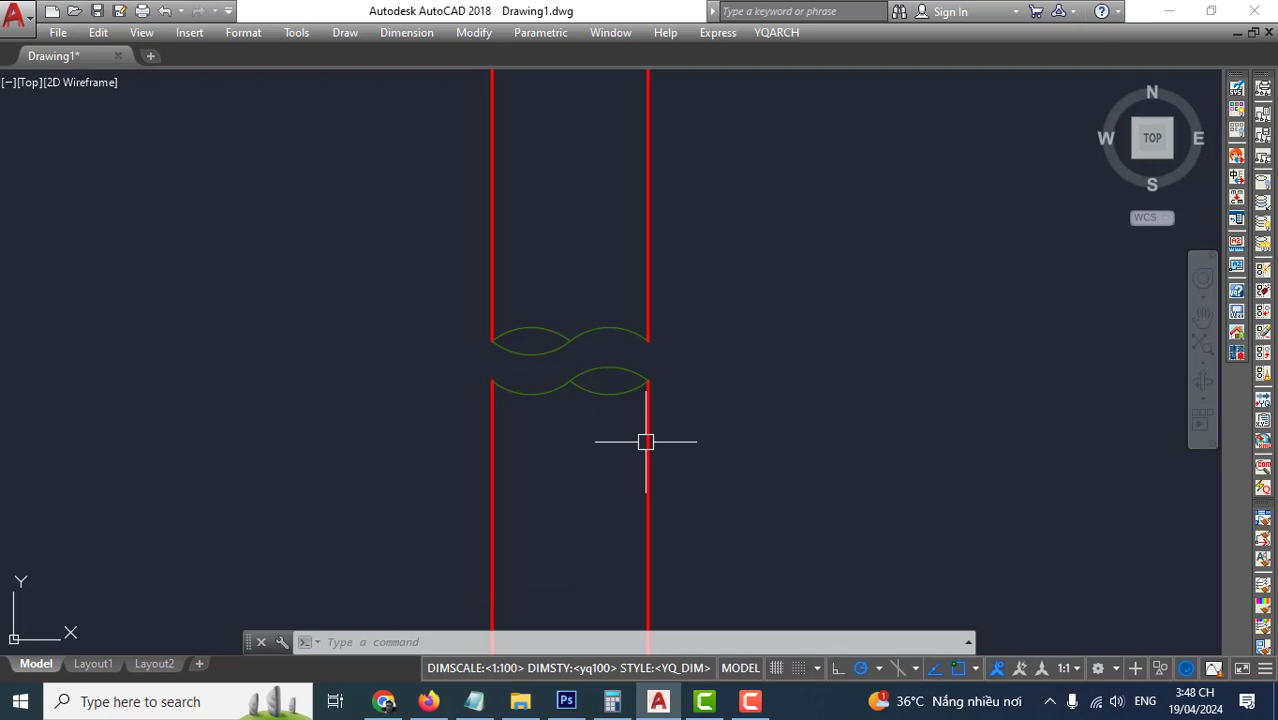 Autodesk AutoCAD 2018 Drawing1.dwg
Type a keyword or phrase
Sign In
File Edit View Insert Format Tools Draw Dimension Modify Parametric Window Help Express YQARCH
Drawing1*
[−][Top][2D Wireframe]
N
W TOP E
S
WCS
Y
X
Type a command
Model Layout1 Layout2
DIMSCALE:<1:100> DIMSTY:<yq100> STYLE:<YQ_DIM> MODEL
1:1
Type here to search
36°C Nắng nhiều nơi
ENG
3:48 CH
19/04/2024